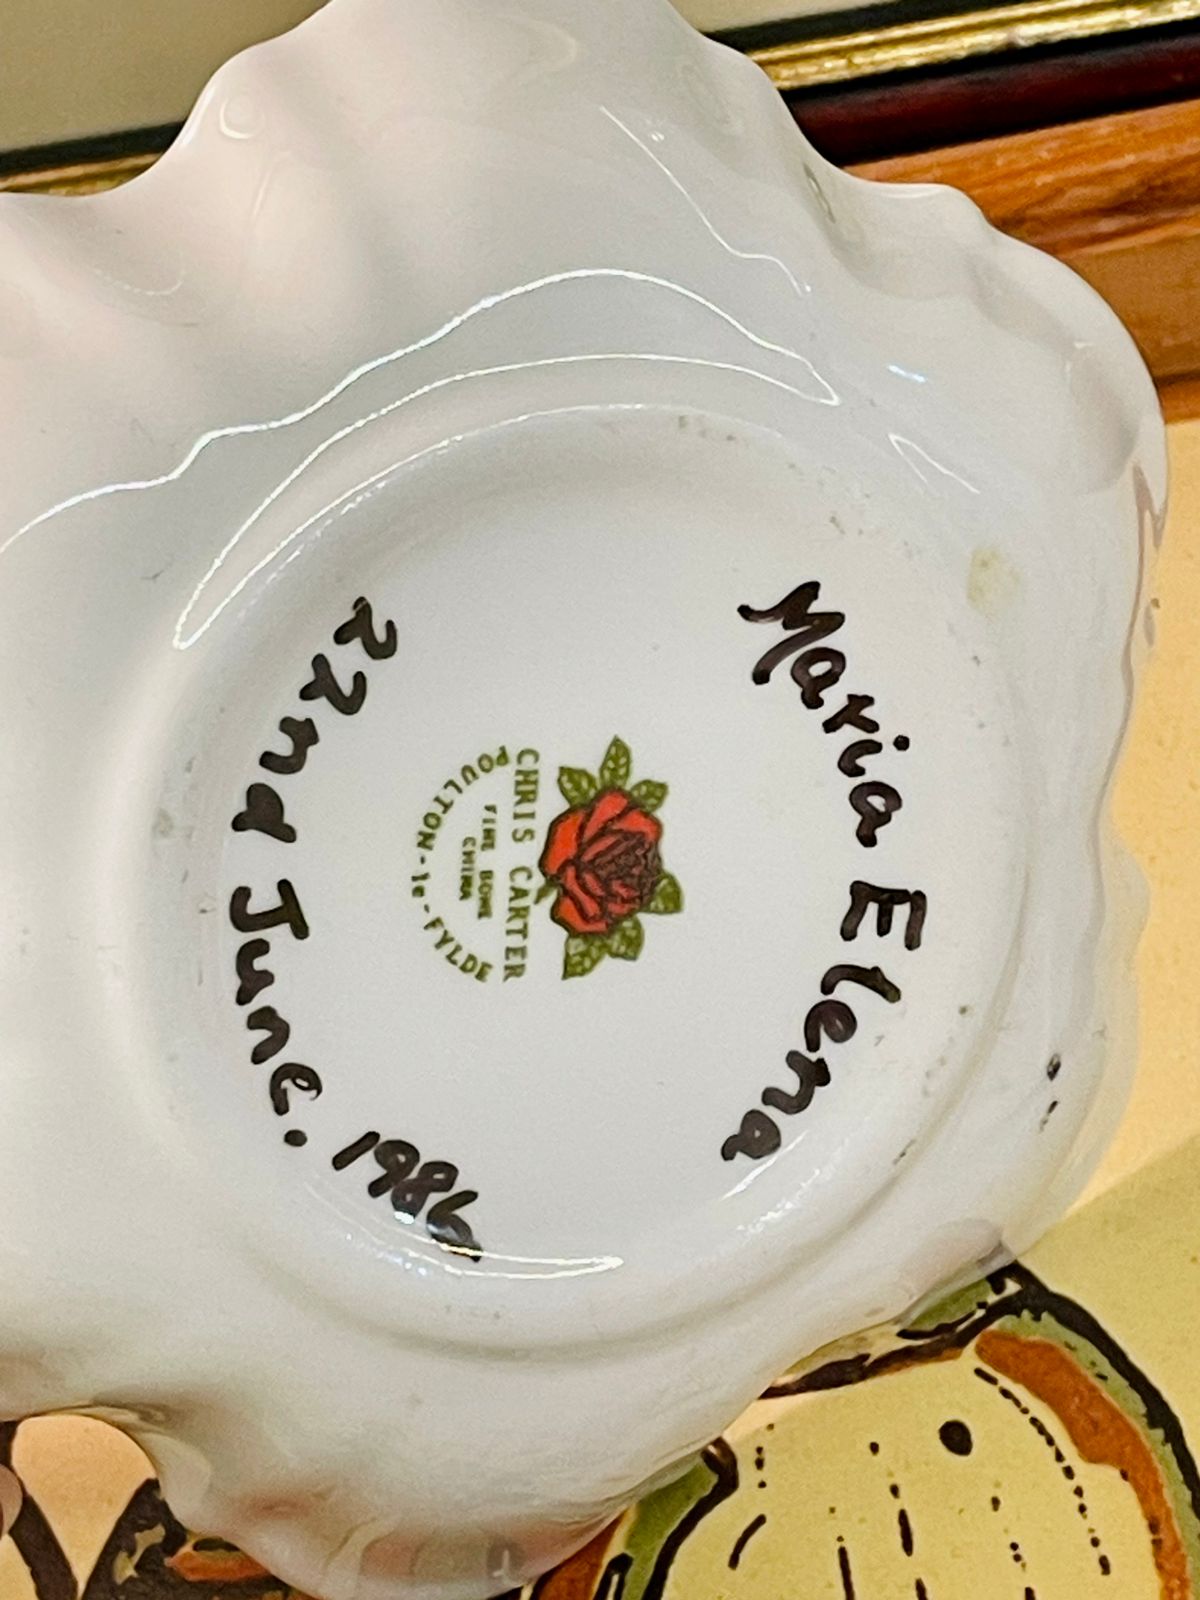 Maria Elena
CHRIS CARTER
FINE BONE
CHINA
POULTON-le-FYLDE
22nd June. 1986